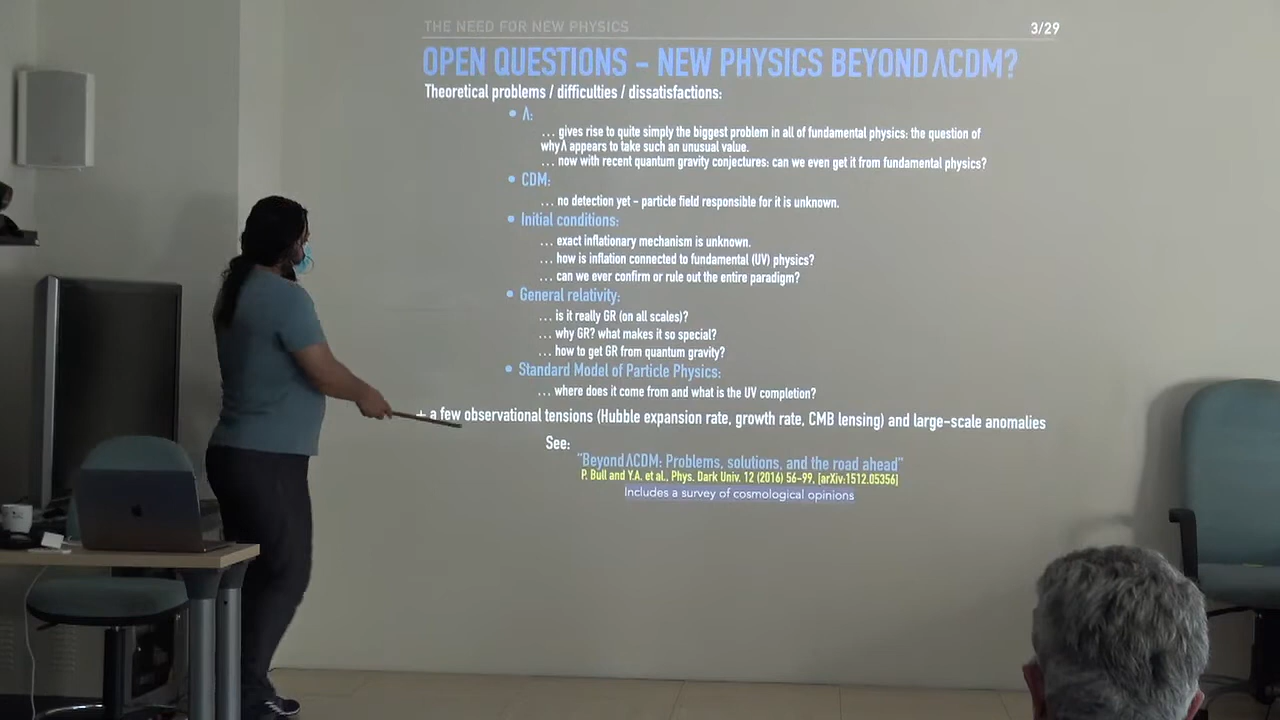 THE NEED FOR NEW PHYSICS
3/29
OPEN QUESTIONS – NEW PHYSICS BEYOND ΛCDM?
Theoretical problems / difficulties / dissatisfactions:
• Λ:
... gives rise to quite simply the biggest problem in all of fundamental physics: the question of
why Λ appears to take such an unusual value.
... now with recent quantum gravity conjectures: can we even get it from fundamental physics?
• CDM:
... no detection yet – particle field responsible for it is unknown.
• Initial conditions:
... exact inflationary mechanism is unknown.
... how is inflation connected to fundamental (UV) physics?
... can we ever confirm or rule out the entire paradigm?
• General relativity:
... is it really GR (on all scales)?
... why GR? what makes it so special?
... how to get GR from quantum gravity?
• Standard Model of Particle Physics:
... where does it come from and what is the UV completion?
+ a few observational tensions (Hubble expansion rate, growth rate, CMB lensing) and large-scale anomalies
See:
"Beyond ΛCDM: Problems, solutions, and the road ahead"
P. Bull and Y.A. et al., Phys. Dark Univ. 12 (2016) 56–99, [arXiv:1512.05356]
Includes a survey of cosmological opinions